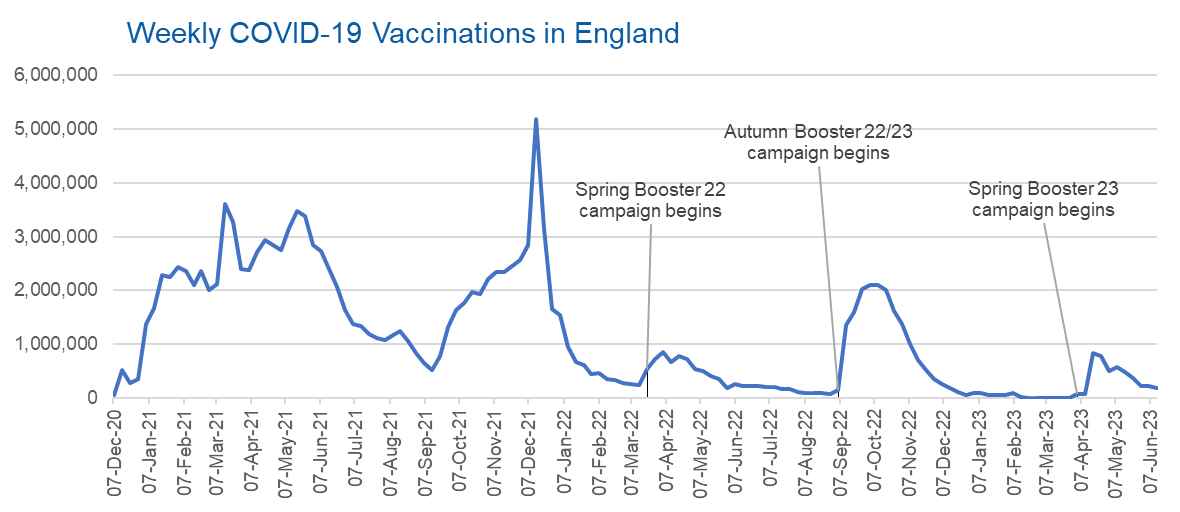 Weekly COVID-19 Vaccinations in England
6,000,000
5,000,000
4,000,000
3,000,000
2,000,000
1,000,000
0
Autumn Booster 22/23
campaign begins
Spring Booster 22
campaign begins
Spring Booster 23
campaign begins
07-Dec-20
07-Jan-21
07-Feb-21
07-Mar-21
07-Apr-21
07-May-21
07-Jun-21
07-Jul-21
07-Aug-21
07-Sep-21
07-Oct-21
07-Nov-21
07-Dec-21
07-Jan-22
07-Feb-22
07-Mar-22
07-Apr-22
07-May-22
07-Jun-22
07-Jul-22
07-Aug-22
07-Sep-22
07-Oct-22
07-Nov-22
07-Dec-22
07-Jan-23
07-Feb-23
07-Mar-23
07-Apr-23
07-May-23
07-Jun-23